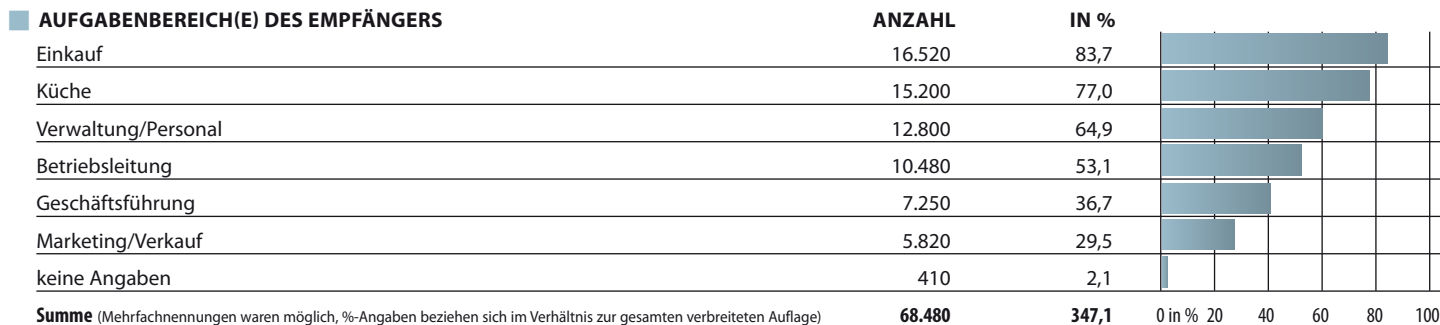 AUFGABENBEREICH(E) DES EMPFÄNGERS ANZAHL IN %
Einkauf 16.520 83,7
Küche 15.200 77,0
Verwaltung/Personal 12.800 64,9
Betriebsleitung 10.480 53,1
Geschäftsführung 7.250 36,7
Marketing/Verkauf 5.820 29,5
keine Angaben 410 2,1
Summe (Mehrfachnennungen waren möglich, %-Angaben beziehen sich im Verhältnis zur gesamten verbreiteten Auflage) 68.480 347,1 0 in % 20 40 60 80 100